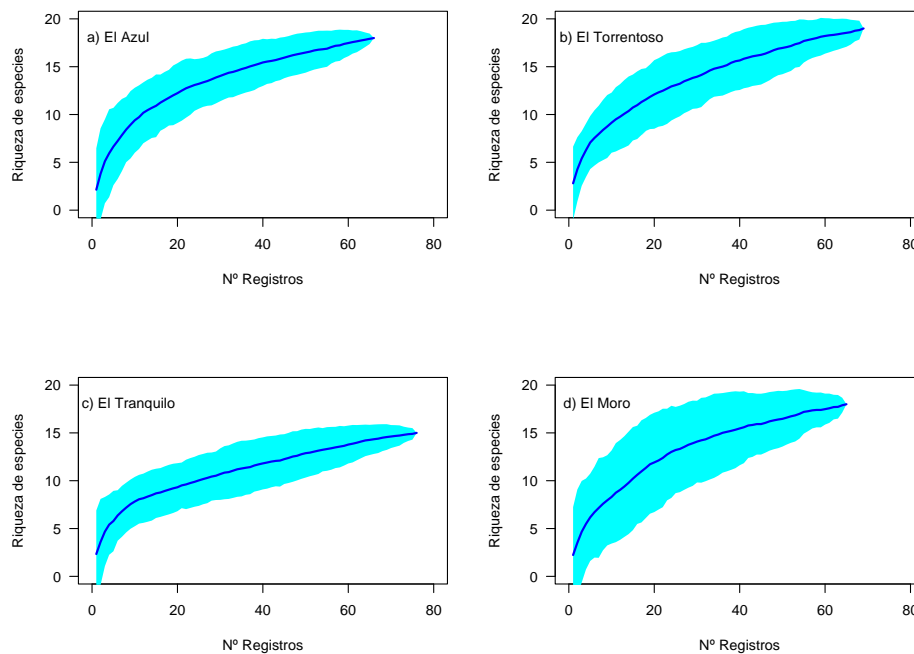 a) El Azul
Riqueza de especies
20
15
10
5
0
0 20 40 60 80
Nº Registros
b) El Torrentoso
Riqueza de especies
20
15
10
5
0
0 20 40 60 80
Nº Registros
c) El Tranquilo
Riqueza de especies
20
15
10
5
0
0 20 40 60 80
Nº Registros
d) El Moro
Riqueza de especies
20
15
10
5
0
0 20 40 60 80
Nº Registros